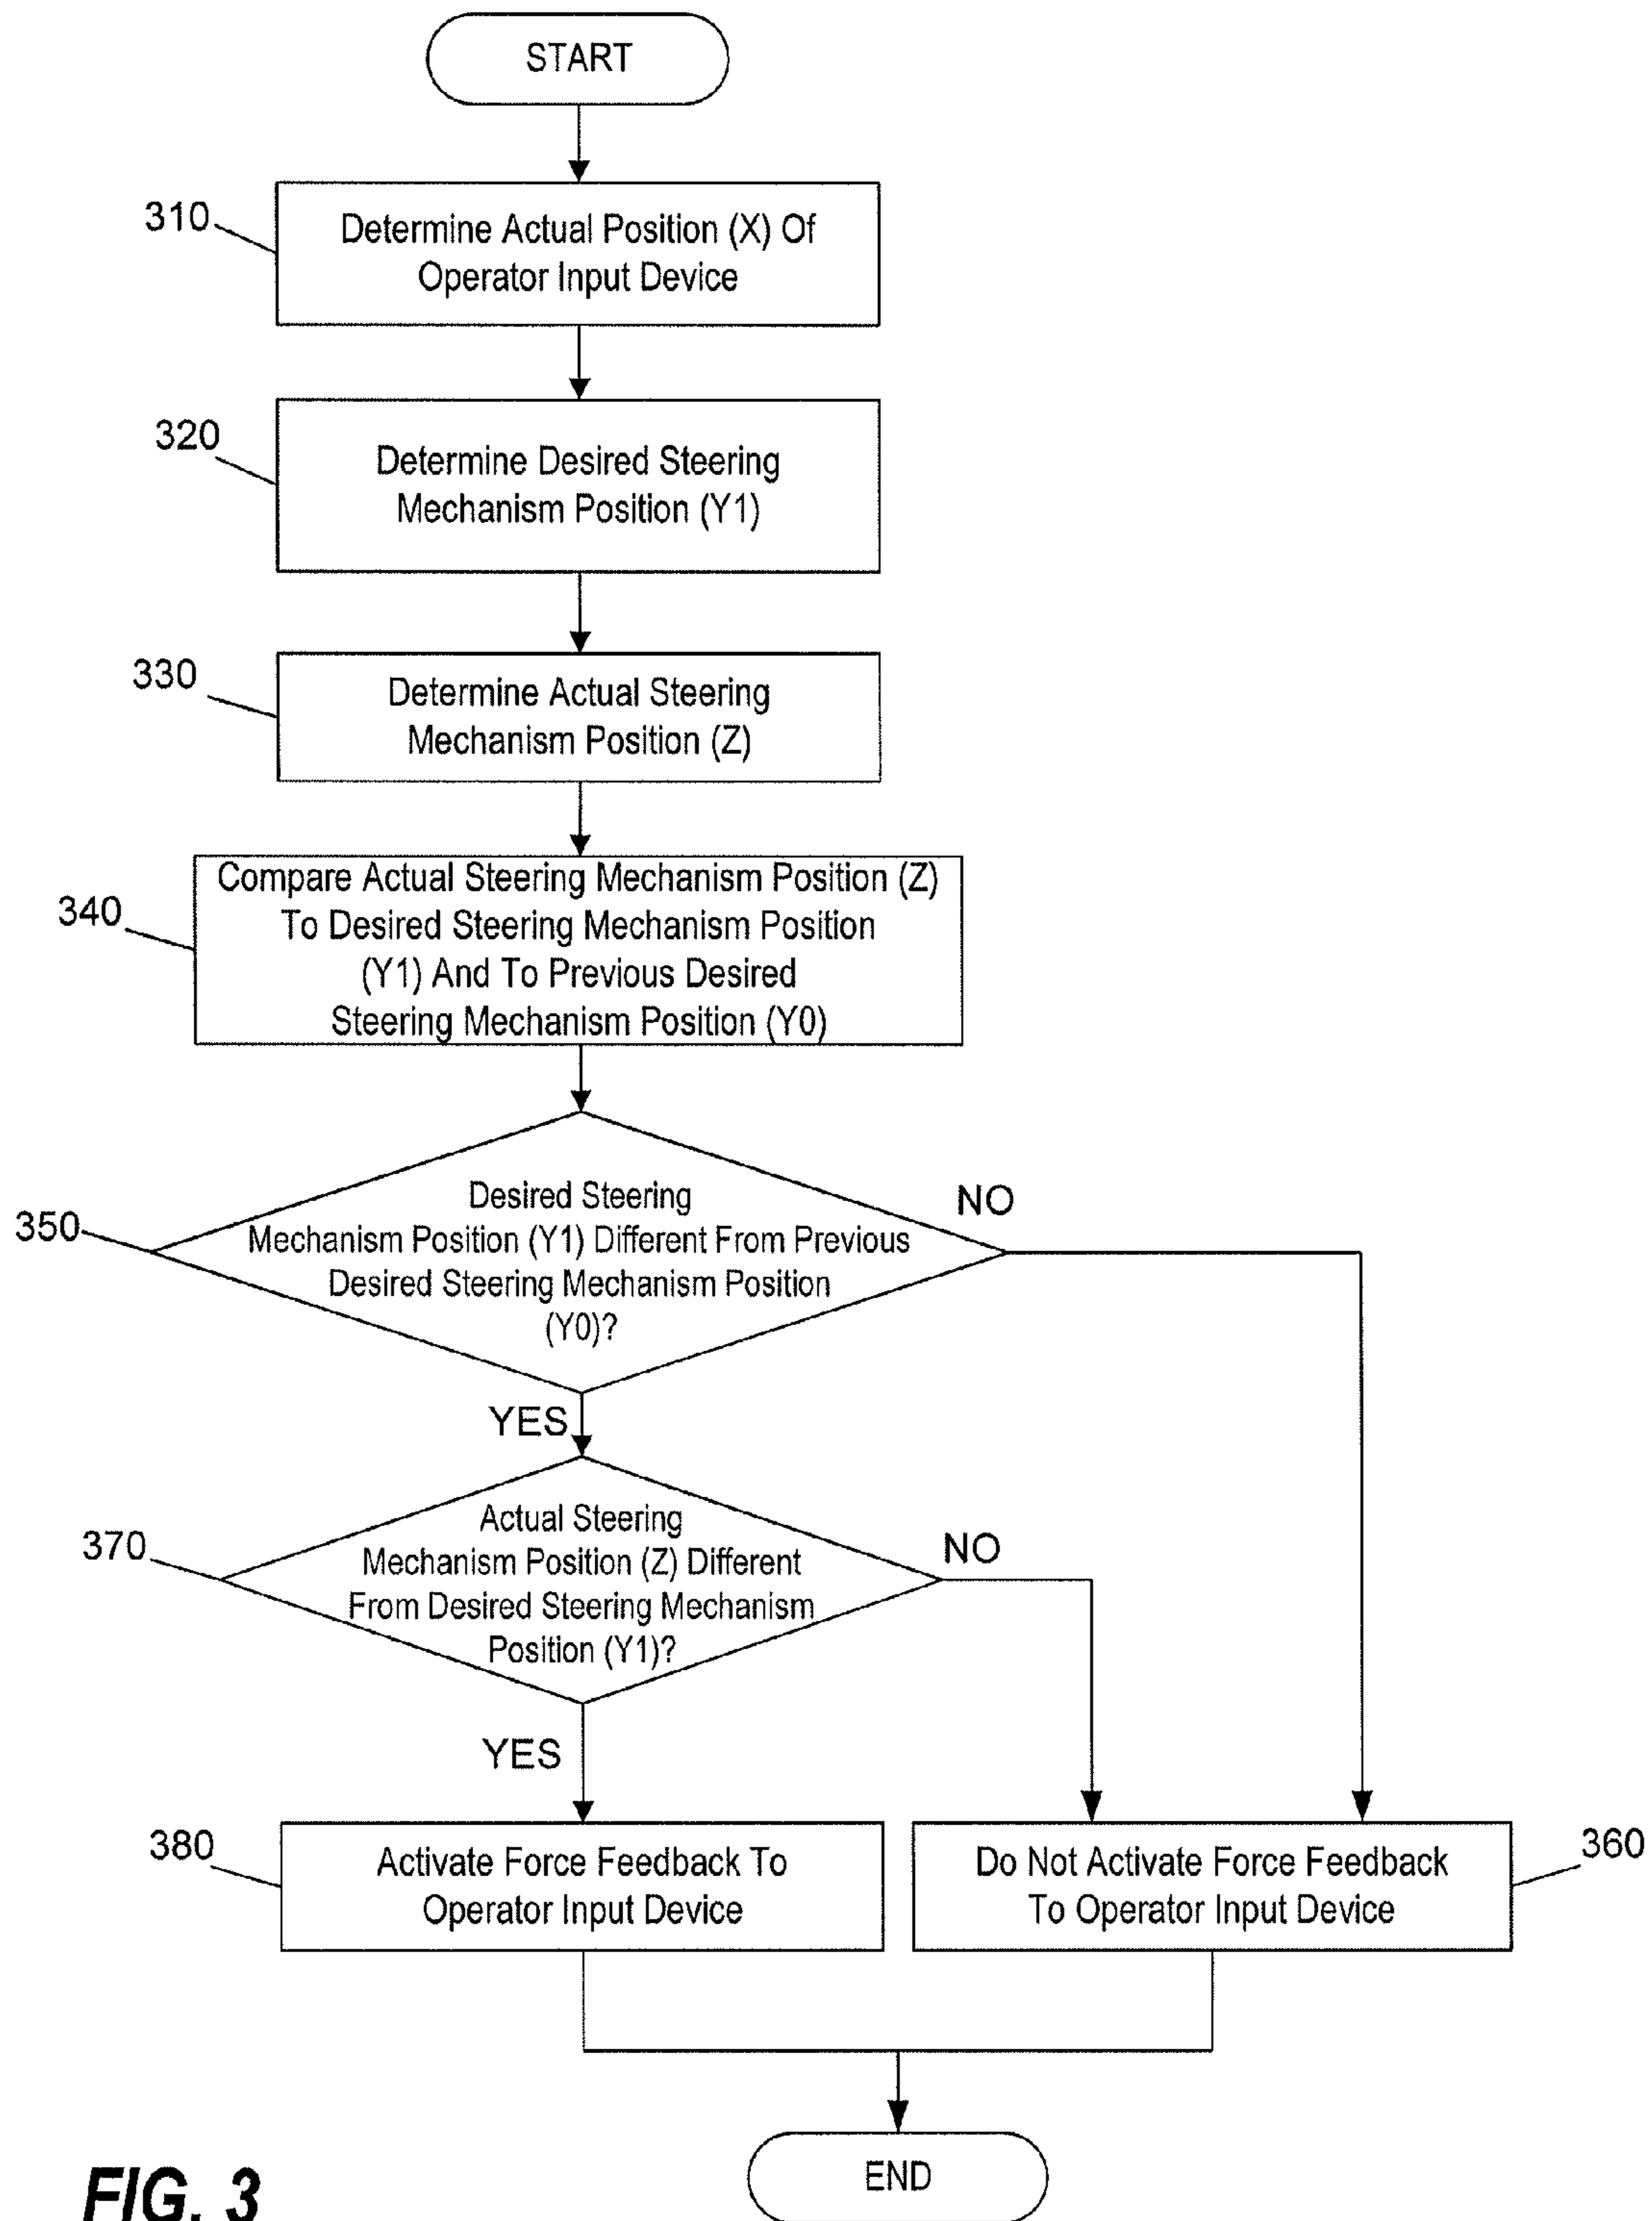 START
310
Determine Actual Position (X) Of
Operator Input Device
320
Determine Desired Steering
Mechanism Position (Y1)
330
Determine Actual Steering
Mechanism Position (Z)
340
Compare Actual Steering Mechanism Position (Z)
To Desired Steering Mechanism Position
(Y1) And To Previous Desired
Steering Mechanism Position (Y0)
350
Desired Steering
Mechanism Position (Y1) Different From Previous
Desired Steering Mechanism Position
(Y0)?
NO
YES
370
Actual Steering
Mechanism Position (Z) Different
From Desired Steering Mechanism
Position (Y1)?
NO
YES
380
Activate Force Feedback To
Operator Input Device
Do Not Activate Force Feedback
To Operator Input Device
360
END
FIG. 3